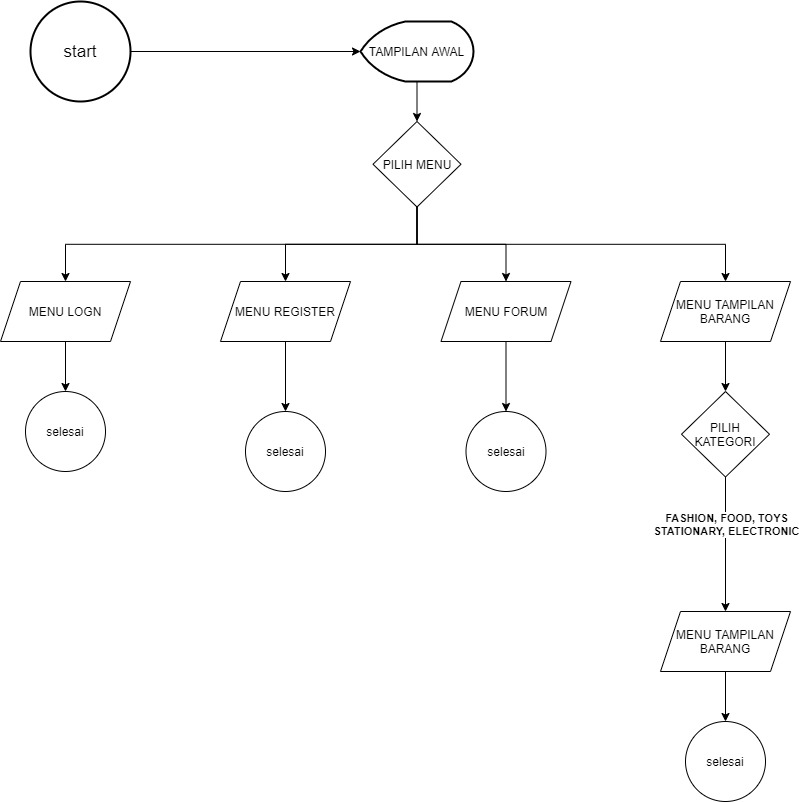 start
TAMPILAN AWAL
PILIH MENU
MENU LOGN
MENU REGISTER
MENU FORUM
MENU TAMPILAN
BARANG
selesai
selesai
selesai
PILIH
KATEGORI
FASHION, FOOD, TOYS
STATIONARY, ELECTRONIC
MENU TAMPILAN
BARANG
selesai